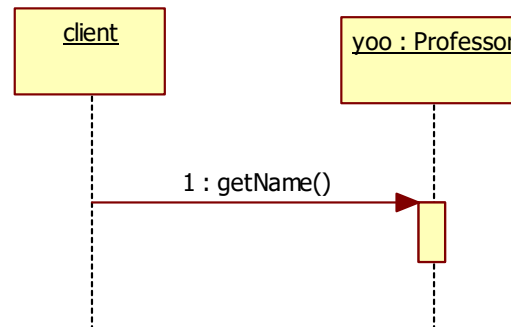 client
yoo : Professor
1 : getName()